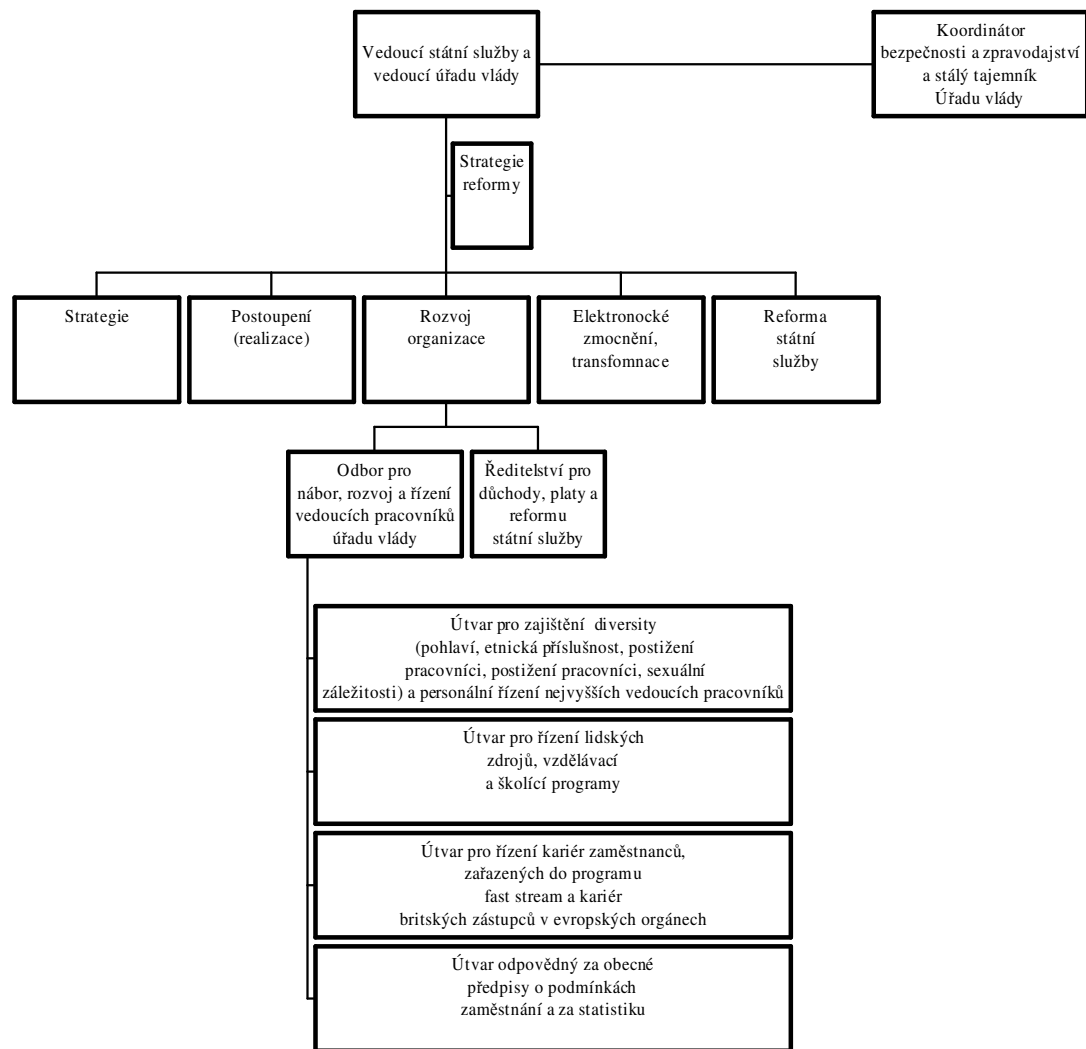 Vedoucí státní služby a
vedoucí úřadu vlády
Koordinátor
bezpečnosti a zpravodajství
a stálý tajemník
Úřadu vlády
Strategie
reformy
Strategie
Postoupení
(realizace)
Rozvoj
organizace
Elektronocké
zmocnění,
transfomnace
Reforma
státní
služby
Odbor pro
nábor, rozvoj a řízení
vedoucích pracovníků
úřadu vlády
Ředitelství pro
důchody, platy a
reformu
státní služby
Útvar pro zajištění diversity
(pohlaví, etnická příslušnost, postižení
pracovníci, postižení pracovníci, sexuální
záležitosti) a personální řízení nejvyšších vedoucích pracovníků
Útvar pro řízení lidských
zdrojů, vzdělávací
a školící programy
Útvar pro řízení kariér zaměstnanců,
zařazených do programu
fast stream a kariér
britských zástupců v evropských orgánech
Útvar odpovědný za obecné
předpisy o podmínkách
zaměstnání a za statistiku